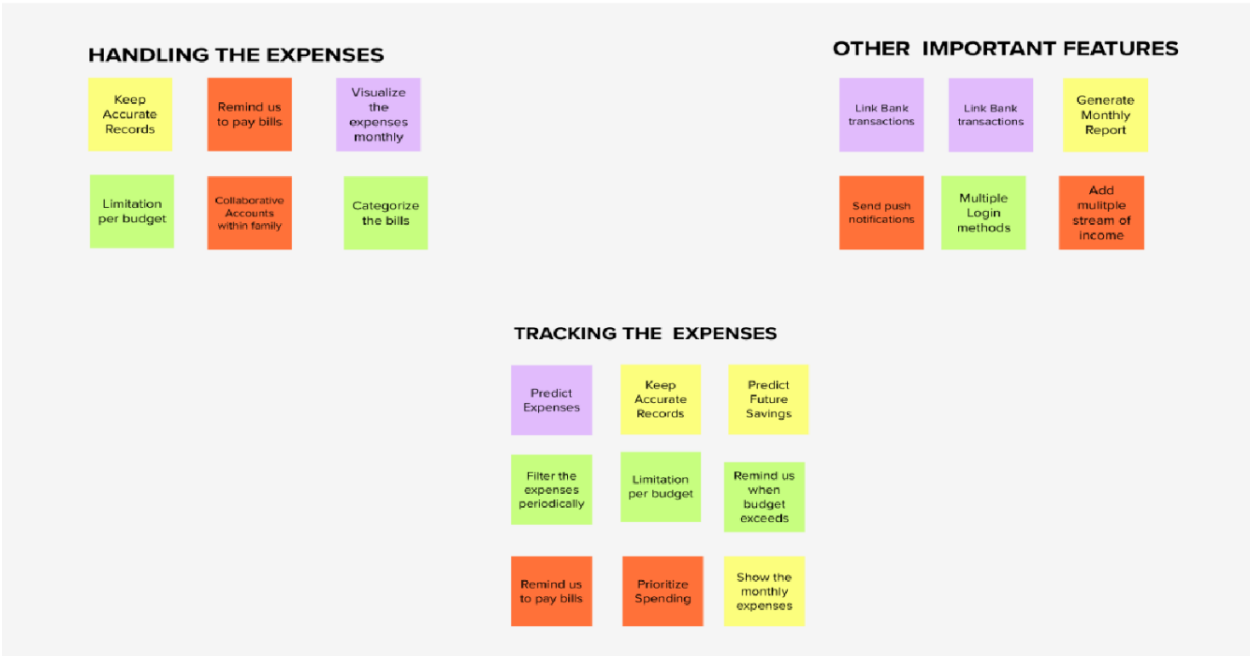 HANDLING THE EXPENSES
Keep
Accurate
Records
Remind us
to pay bills
Visualize
the
expenses
monthly
Limitation
per budget
Collaborative
Accounts
within family
Categorize
the bills
OTHER IMPORTANT FEATURES
Link Bank
transactions
Link Bank
transactions
Generate
Monthly
Report
Send push
notifications
Multiple
Login
methods
Add
mulitple
stream of
income
TRACKING THE EXPENSES
Predict
Expenses
Keep
Accurate
Records
Predict
Future
Savings
Filter the
expenses
periodically
Limitation
per budget
Remind us
when
budget
exceeds
Remind us
to pay bills
Prioritize
Spending
Show the
monthly
expenses